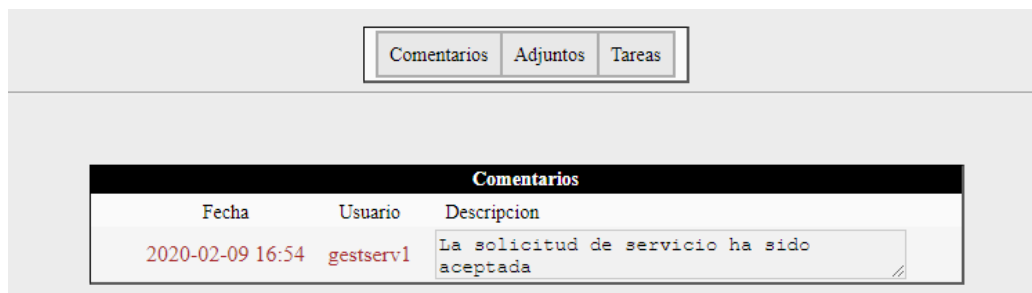 Comentarios Adjuntos Tareas
Comentarios
Fecha Usuario Descripcion
2020-02-09 16:54 gestserv1 La solicitud de servicio ha sido
aceptada